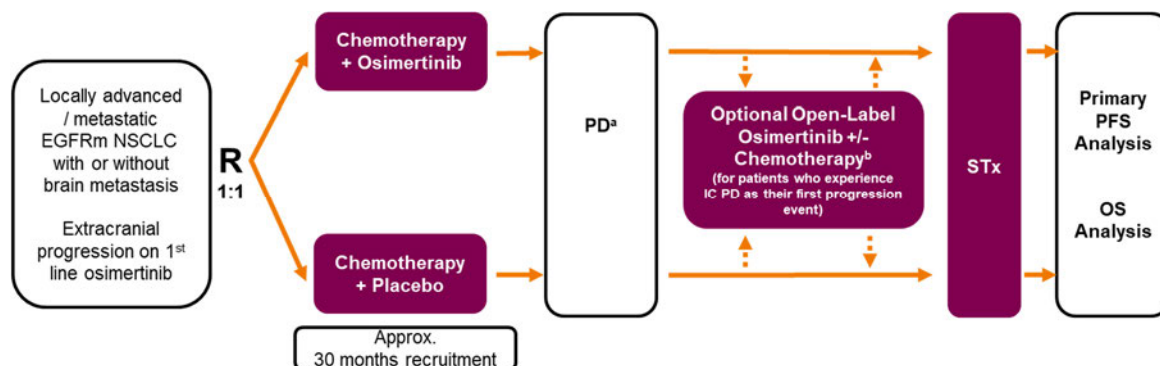 Locally advanced
/ metastatic
EGFRm NSCLC
with or without
brain metastasis
Extracranial
progression on 1st
line osimertinib
R
1:1
Chemotherapy
+ Osimertinib
Chemotherapy
+ Placebo
Approx.
30 months recruitment
PDa
Optional Open-Label
Osimertinib +/-
Chemotherapyb
(for patients who experience
IC PD as their first progression
event)
STx
Primary
PFS
Analysis
OS
Analysis